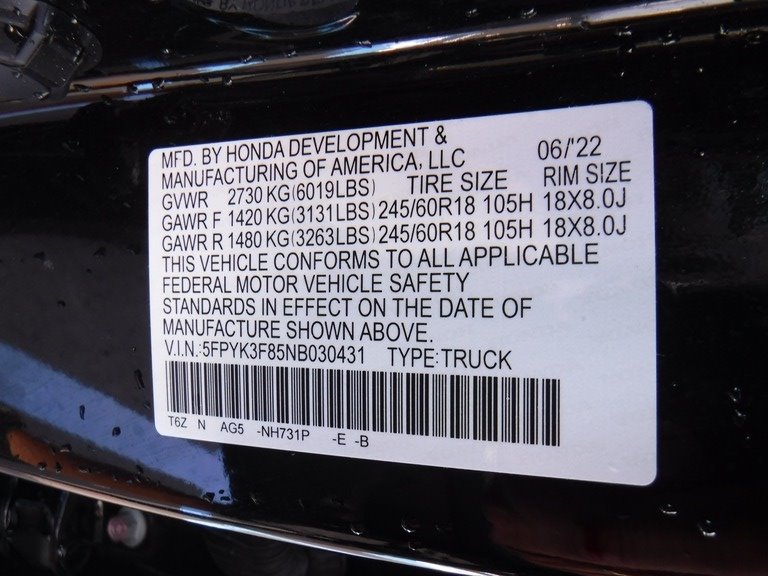 MFD. BY HONDA DEVELOPMENT &
MANUFACTURING OF AMERICA, LLC 06/'22
GVWR 2730 KG(6019LBS) TIRE SIZE RIM SIZE
GAWR F 1420 KG(3131LBS) 245/60R18 105H 18X8.0J
GAWR R 1480 KG(3263LBS) 245/60R18 105H 18X8.0J
THIS VEHICLE CONFORMS TO ALL APPLICABLE
FEDERAL MOTOR VEHICLE SAFETY
STANDARDS IN EFFECT ON THE DATE OF
MANUFACTURE SHOWN ABOVE.
V.I.N.:5FPYK3F85NB030431 TYPE:TRUCK
T6Z N AG5 -NH731P -E -B